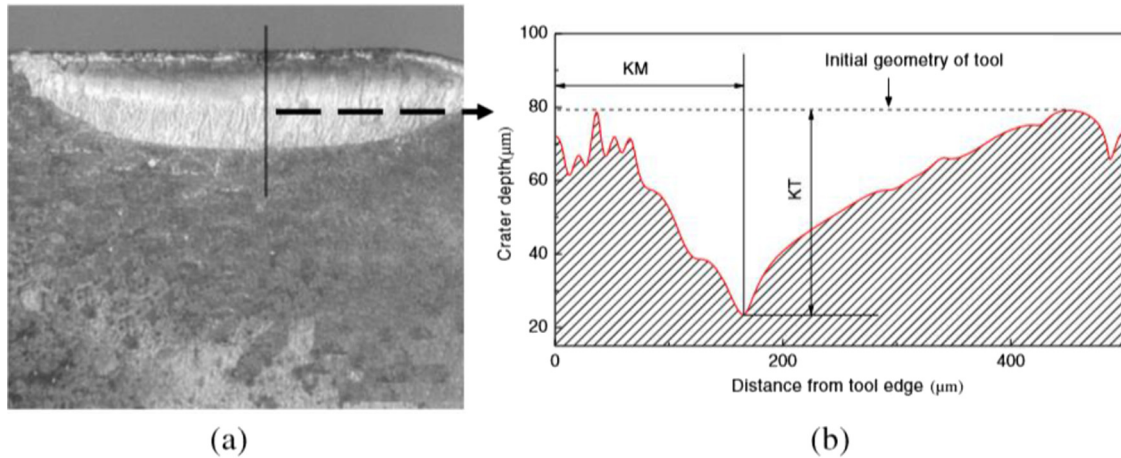 100
80
60
40
20
Crater depth(μm)
KM
Initial geometry of tool
KT
0
200
400
Distance from tool edge (μm)
(a)
(b)